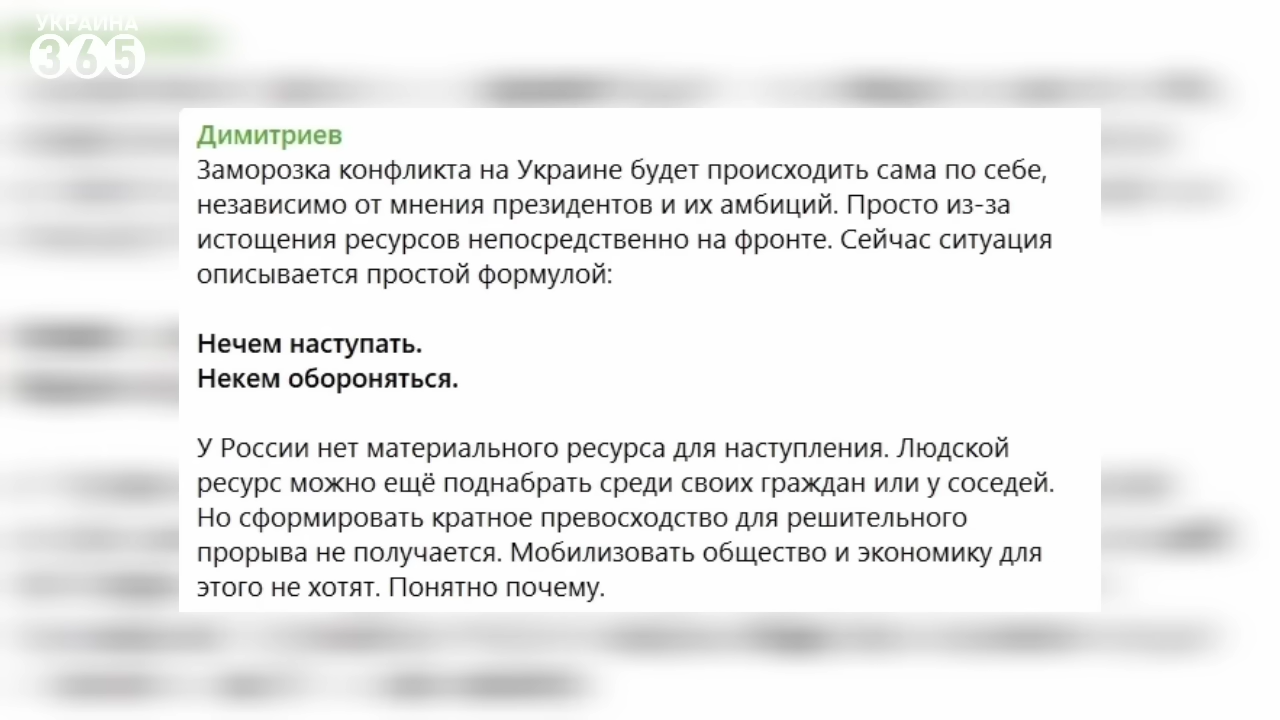 УКРАИНА
365
Димитриев
Заморозка конфликта на Украине будет происходить сама по себе,
независимо от мнения президентов и их амбиций. Просто из-за
истощения ресурсов непосредственно на фронте. Сейчас ситуация
описывается простой формулой:
Нечем наступать.
Некем обороняться.
У России нет материального ресурса для наступления. Людской
ресурс можно ещё поднабрать среди своих граждан или у соседей.
Но сформировать кратное превосходство для решительного
прорыва не получается. Мобилизовать общество и экономику для
этого не хотят. Понятно почему.